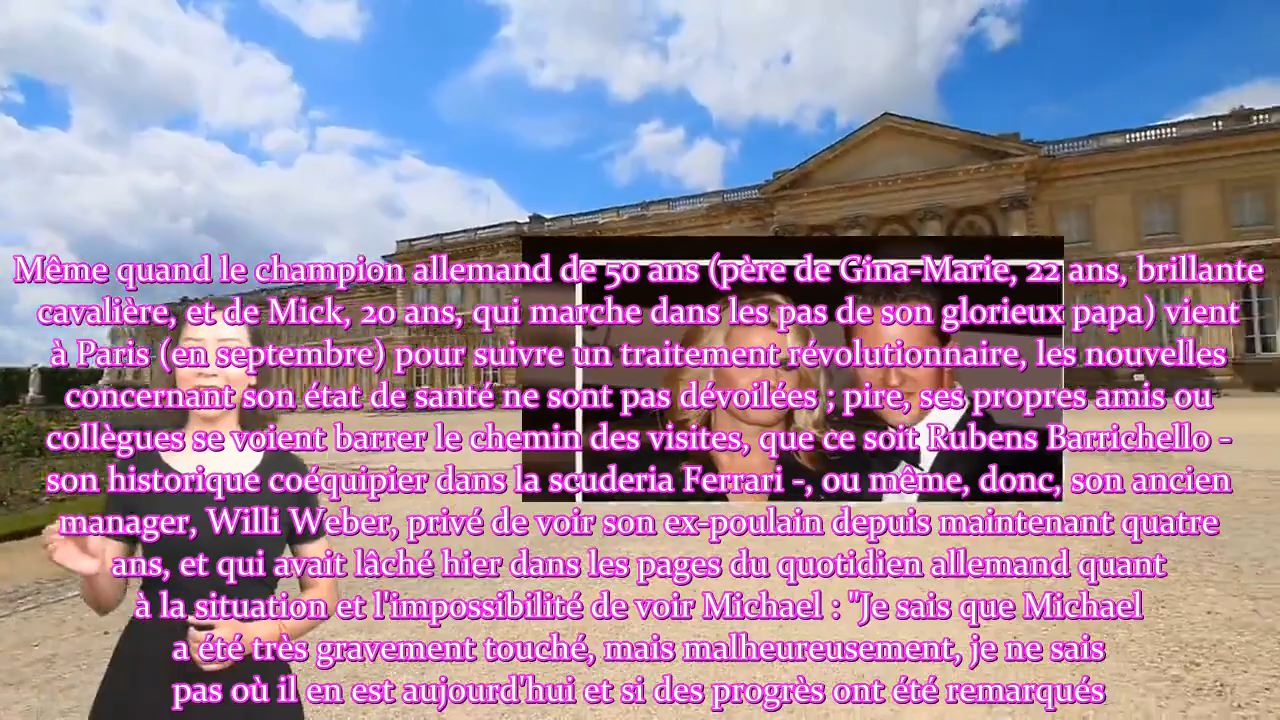 Même quand le champion allemand de 50 ans (père de Gina-Marie, 22 ans, brillante
cavalière, et de Mick, 20 ans, qui marche dans les pas de son glorieux papa) vient
à Paris (en septembre) pour suivre un traitement révolutionnaire, les nouvelles
concernant son état de santé ne sont pas dévoilées ; pire, ses propres amis ou
collègues se voient barrer le chemin des visites, que ce soit Rubens Barrichello -
son historique coéquipier dans la scuderia Ferrari -, ou même, donc, son ancien
manager, Willi Weber, privé de voir son ex-poulain depuis maintenant quatre
ans, et qui avait lâché hier dans les pages du quotidien allemand quant
à la situation et l'impossibilité de voir Michael : "Je sais que Michael
a été très gravement touché, mais malheureusement, je ne sais
pas où il en est aujourd'hui et si des progrès ont été remarqués